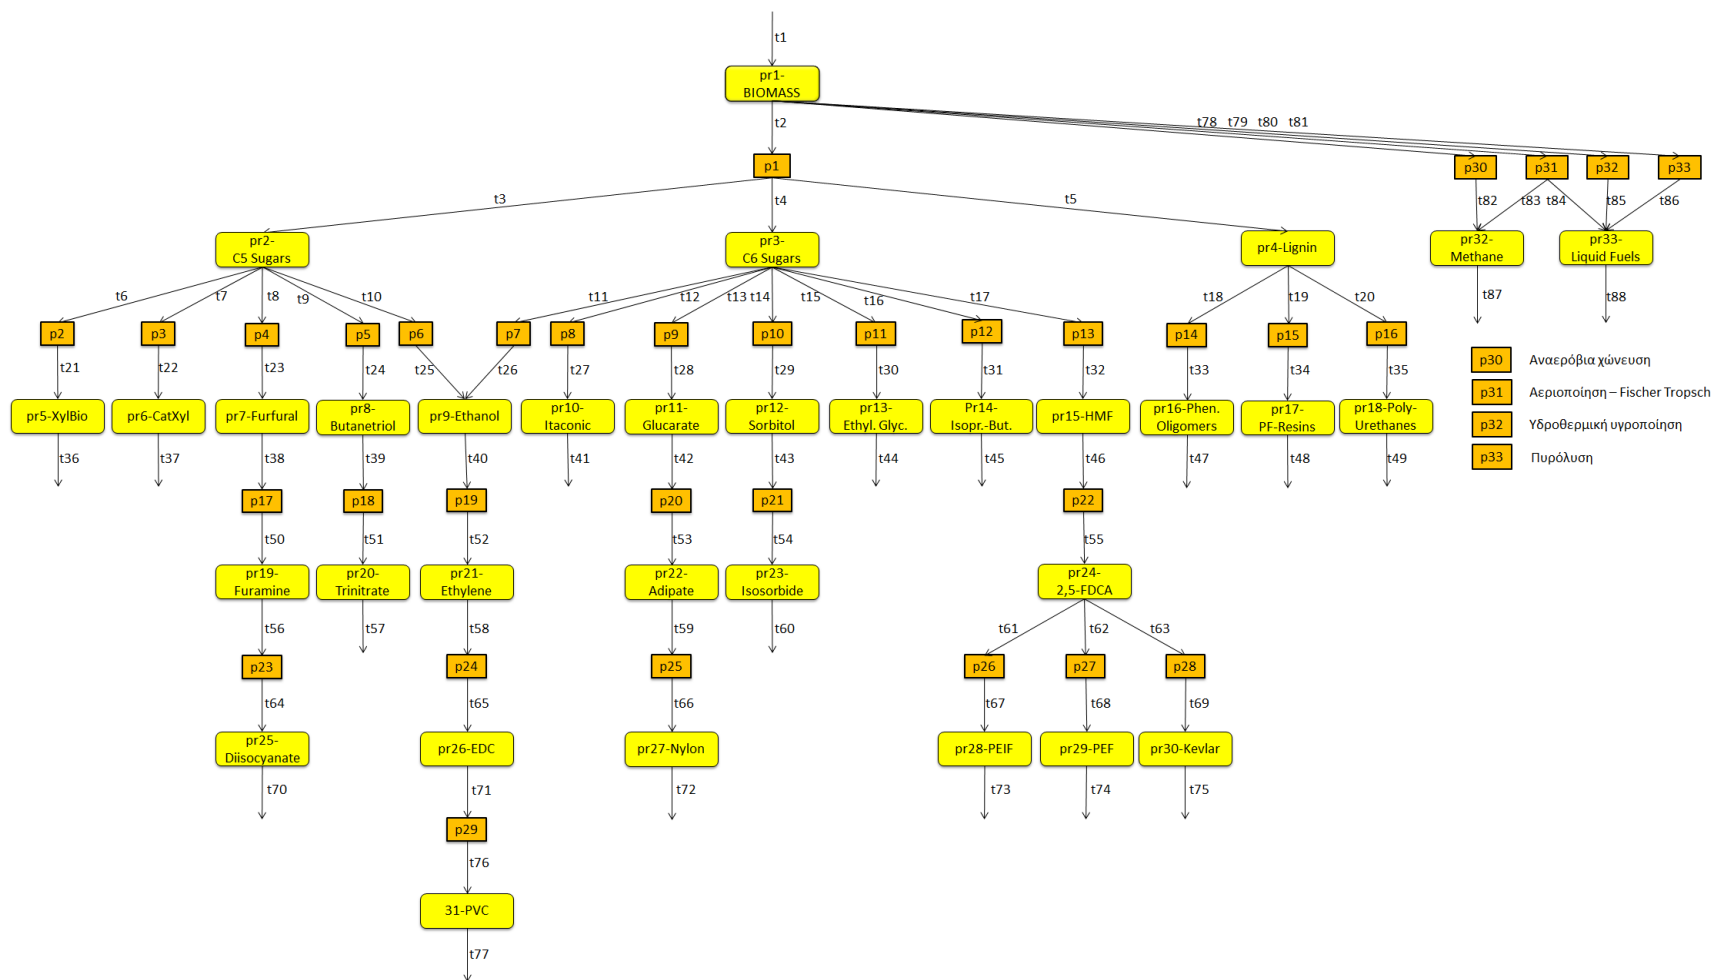 t1
pr1-
BIOMASS
t2
t78 t79 t80 t81
p1
p30 p31 p32 p33
t3 t4 t5
t82 t83 t84 t85 t86
pr2-
C5 Sugars
pr3-
C6 Sugars
pr4-Lignin
pr32-
Methane
pr33-
Liquid Fuels
t6 t7 t8 t9 t10 t11 t12 t13 t14 t15 t16 t17 t18 t19 t20
t87 t88
p2 p3 p4 p5 p6 p7 p8 p9 p10 p11 p12 p13 p14 p15 p16
t21 t22 t23 t24 t25 t26 t27 t28 t29 t30 t31 t32 t33 t34 t35
p30 Αναερόβια χώνευση
p31 Αεριοποίηση – Fischer Tropsch
p32 Υδροθερμική υγροποίηση
p33 Πυρόλυση
pr5-XylBio
pr6-CatXyl
pr7-Furfural
pr8-
Butanetriol
pr9-Ethanol
pr10-
Itaconic
pr11-
Glucarate
pr12-
Sorbitol
pr13-
Ethyl. Glyc.
Pr14-
Isopr.-But.
pr15-HMF
pr16-Phen.
Oligomers
pr17-
PF-Resins
pr18-Poly-
Urethanes
t36 t37 t38 t39 t40 t41 t42 t43 t44 t45 t46 t47 t48 t49
p17 p18 p19 p20 p21 p22
t50 t51 t52 t53 t54 t55
pr19-
Furamine
pr20-
Trinitrate
pr21-
Ethylene
pr22-
Adipate
pr23-
Isosorbide
pr24-
2,5-FDCA
t56 t57 t58 t59 t60 t61 t62 t63
p23 p24 p25 p26 p27 p28
t64 t65 t66 t67 t68 t69
pr25-
Diisocyanate
pr26-EDC
pr27-Nylon
pr28-PEIF
pr29-PEF
pr30-Kevlar
t70 t71 t72 t73 t74 t75
p29
t76
31-PVC
t77